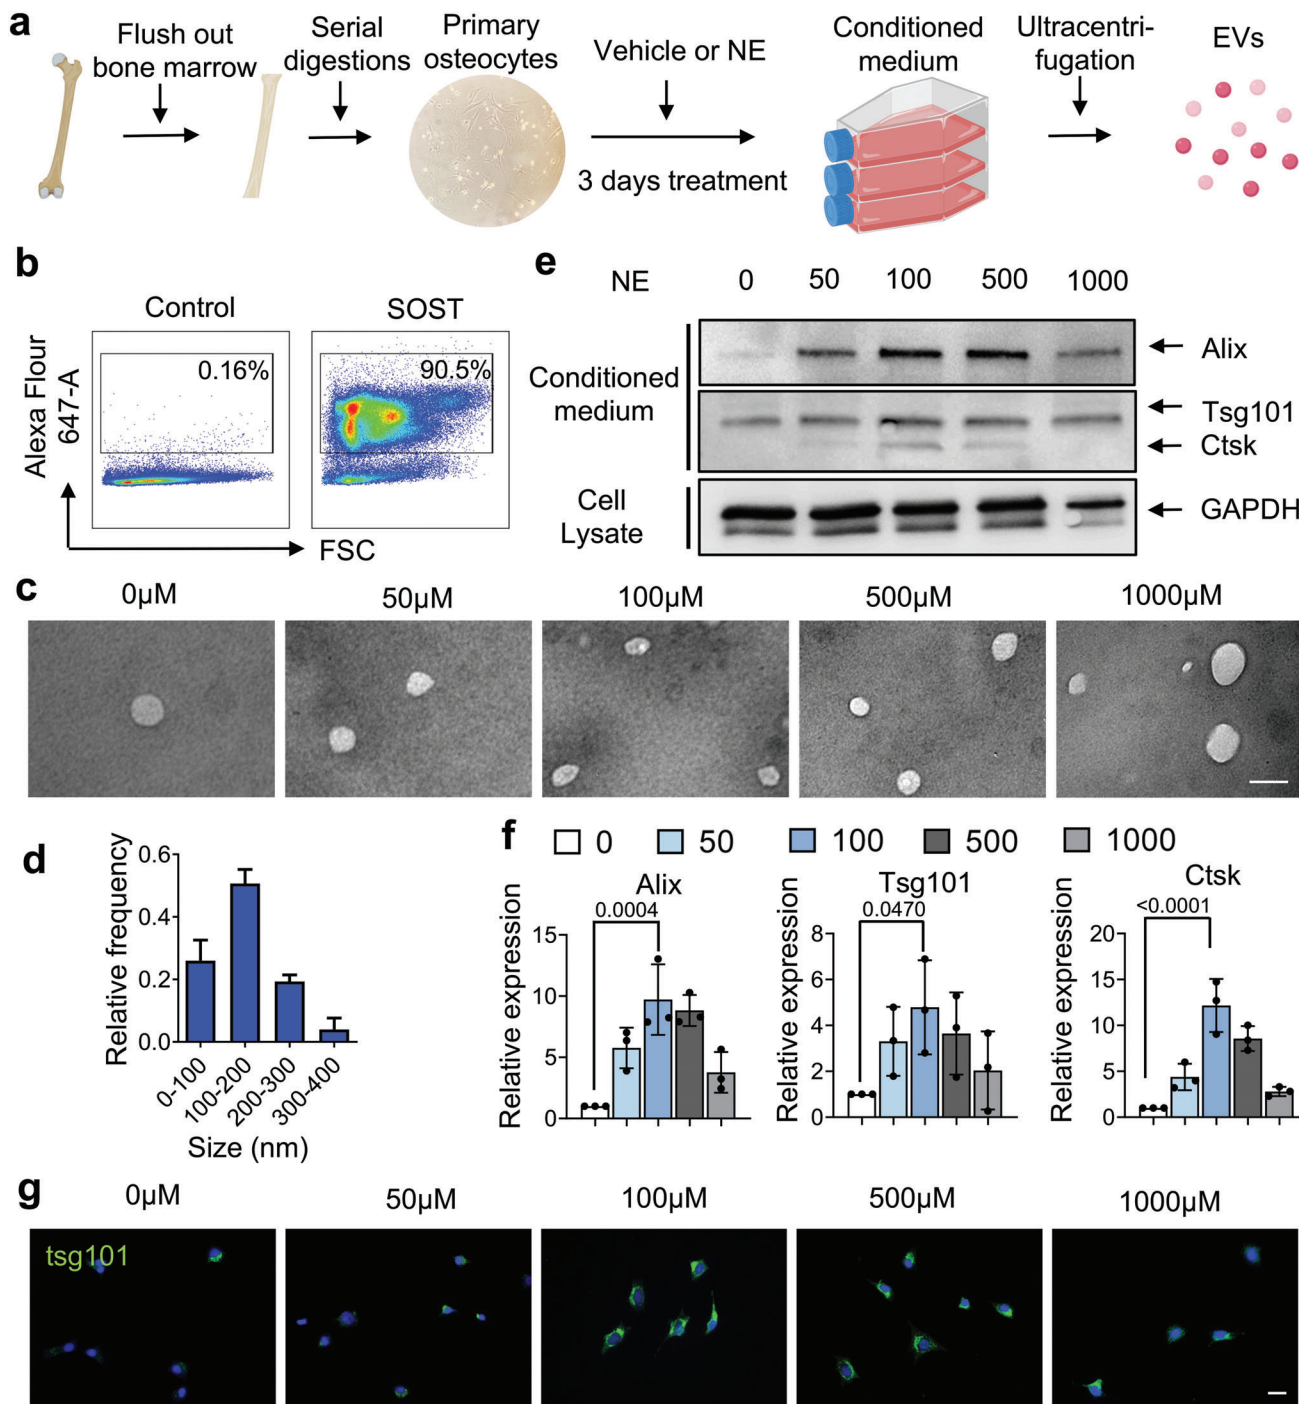 a
Flush out
bone marrow
Serial
digestions
Primary
osteocytes
Vehicle or NE
3 days treatment
Conditioned
medium
Ultracentri-
fugation
EVs
b
Control
SOST
Alexa Flour
647-A
0.16%
90.5%
FSC
e
NE 0 50 100 500 1000
Conditioned
medium
Alix
Tsg101
Ctsk
Cell
Lysate
GAPDH
c
0µM 50µM 100µM 500µM 1000µM
d
Relative frequency
0.6
0.4
0.2
0.0
0-100 100-200 200-300 300-400
Size (nm)
f
0 50 100 500 1000
Alix
Relative expression
0.0004
15
10
5
0
Tsg101
Relative expression
0.0470
8
6
4
2
0
Ctsk
Relative expression
<0.0001
20
15
10
5
0
g
0µM 50µM 100µM 500µM 1000µM
tsg101